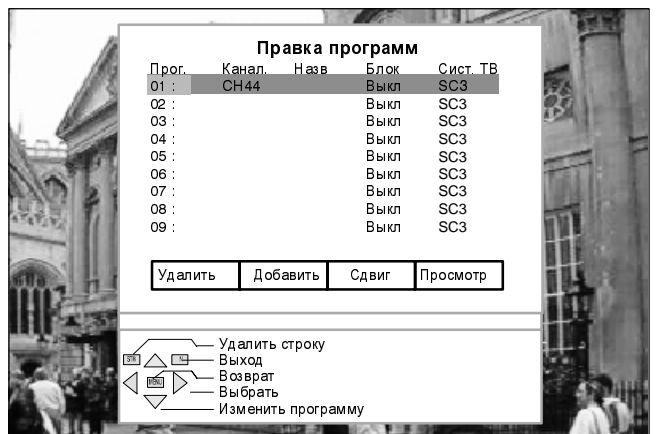 Правка программ
Прог. Канал. Назв Блок Сист. ТВ
01 : CH44 Выкл SC3
02 : Выкл SC3
03 : Выкл SC3
04 : Выкл SC3
05 : Выкл SC3
06 : Выкл SC3
07 : Выкл SC3
08 : Выкл SC3
09 : Выкл SC3
Удалить Добавить Сдвиг Просмотр
Удалить строку
STR N Выход
MENU Возврат
Выбрать
Изменить программу